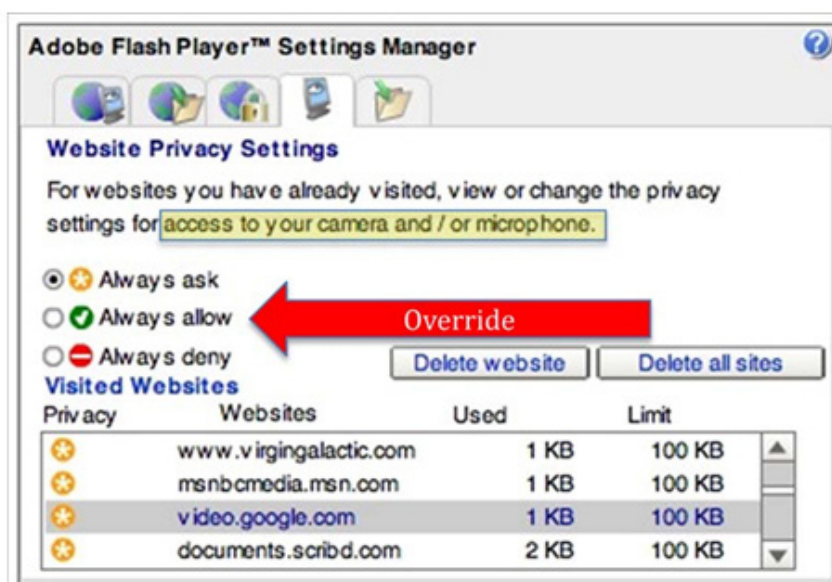 Adobe Flash Player™ Settings Manager
?
Website Privacy Settings
For websites you have already visited, view or change the privacy
settings for access to your camera and / or microphone.
Always ask
Always allow
Override
Always deny
Delete website
Delete all sites
Visited Websites
Privacy Websites Used Limit
www.virgingalactic.com 1 KB 100 KB
msnbcmedia.msn.com 1 KB 100 KB
video.google.com 1 KB 100 KB
documents.scribd.com 2 KB 100 KB